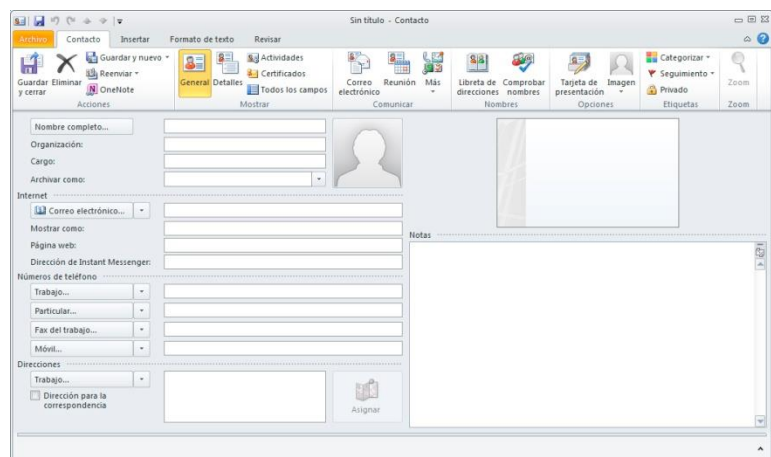 Sin título - Contacto
Archivo Contacto Insertar Formato de texto Revisar
Guardar y cerrar
Eliminar
Guardar y nuevo
Reenviar
OneNote
Acciones
General
Detalles
Actividades
Certificados
Todos los campos
Mostrar
Correo electrónico
Reunión
Más
Comunicar
Libreta de direcciones
Comprobar nombres
Nombres
Tarjeta de presentación
Imagen
Opciones
Categorizar
Seguimiento
Privado
Etiquetas
Zoom
Zoom
Nombre completo...
Organización:
Cargo:
Archivar como:
Internet
Correo electrónico...
Mostrar como:
Página web:
Dirección de Instant Messenger:
Números de teléfono
Trabajo...
Particular...
Fax del trabajo...
Móvil...
Direcciones
Trabajo...
Dirección para la
correspondencia
Asignar
Notas